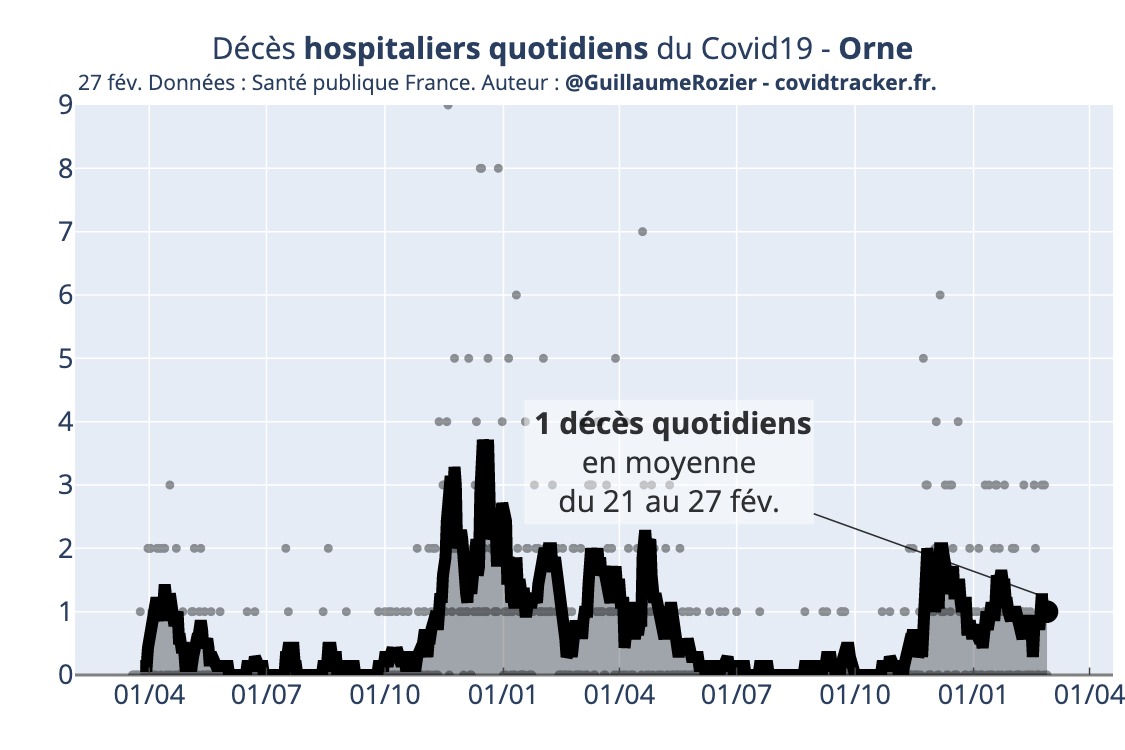 Décès hospitaliers quotidiens du Covid19 - Orne
27 fév. Données : Santé publique France. Auteur : @GuillaumeRozier - covidtracker.fr.
9
8
7
6
5
4
3
2
1
0
1 décès quotidiens
en moyenne
du 21 au 27 fév.
01/04 01/07 01/10 01/01 01/04 01/07 01/10 01/01 01/04